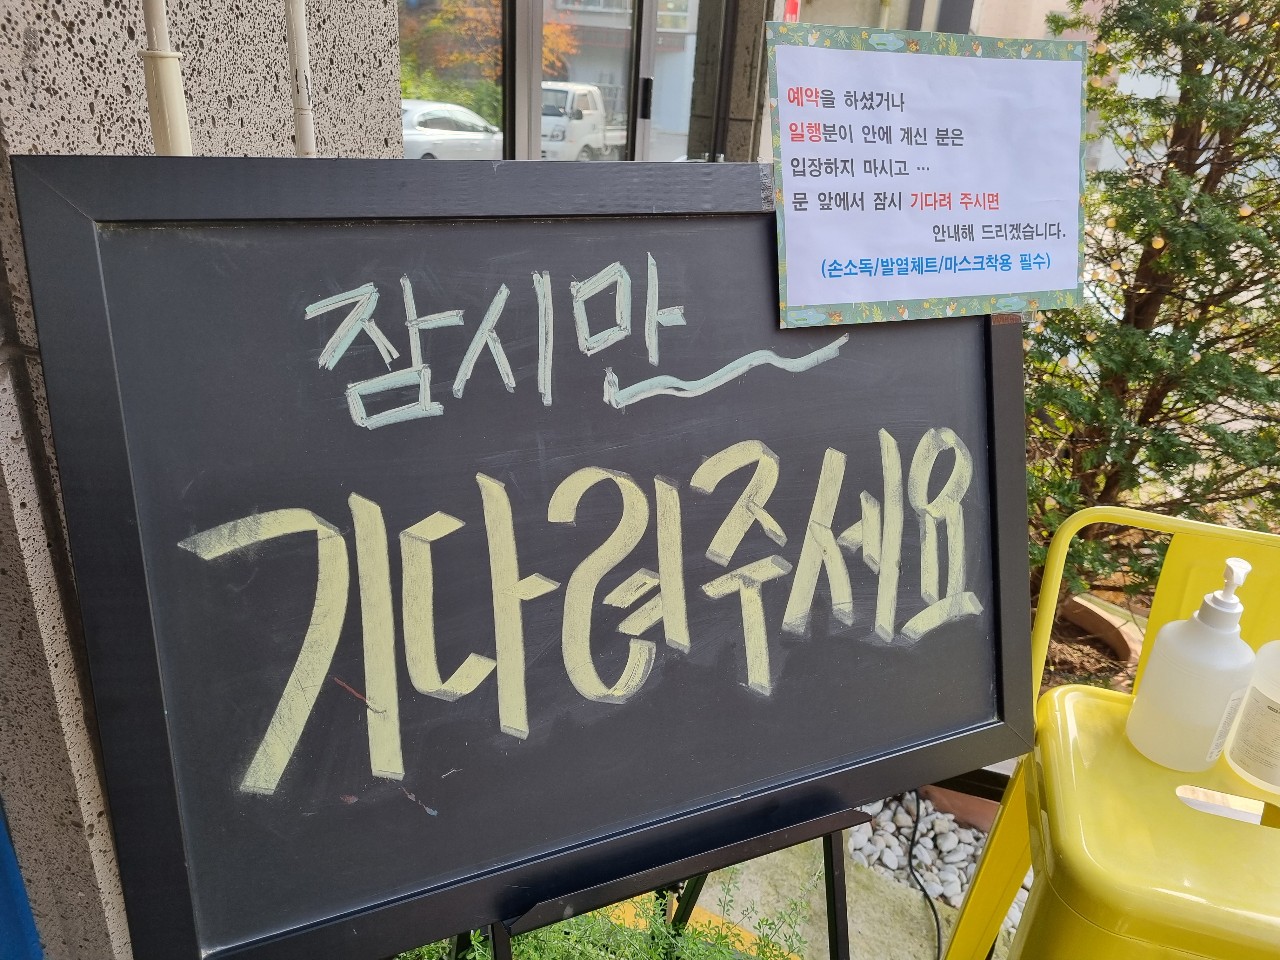 예약을 하셨거나
일행분이 안에 계신 분은
입장하지 마시고 ···
문 앞에서 잠시 기다려 주시면
안내해 드리겠습니다.
(손소독/발열체트/마스크착용 필수)
잠시만
기다려주세요